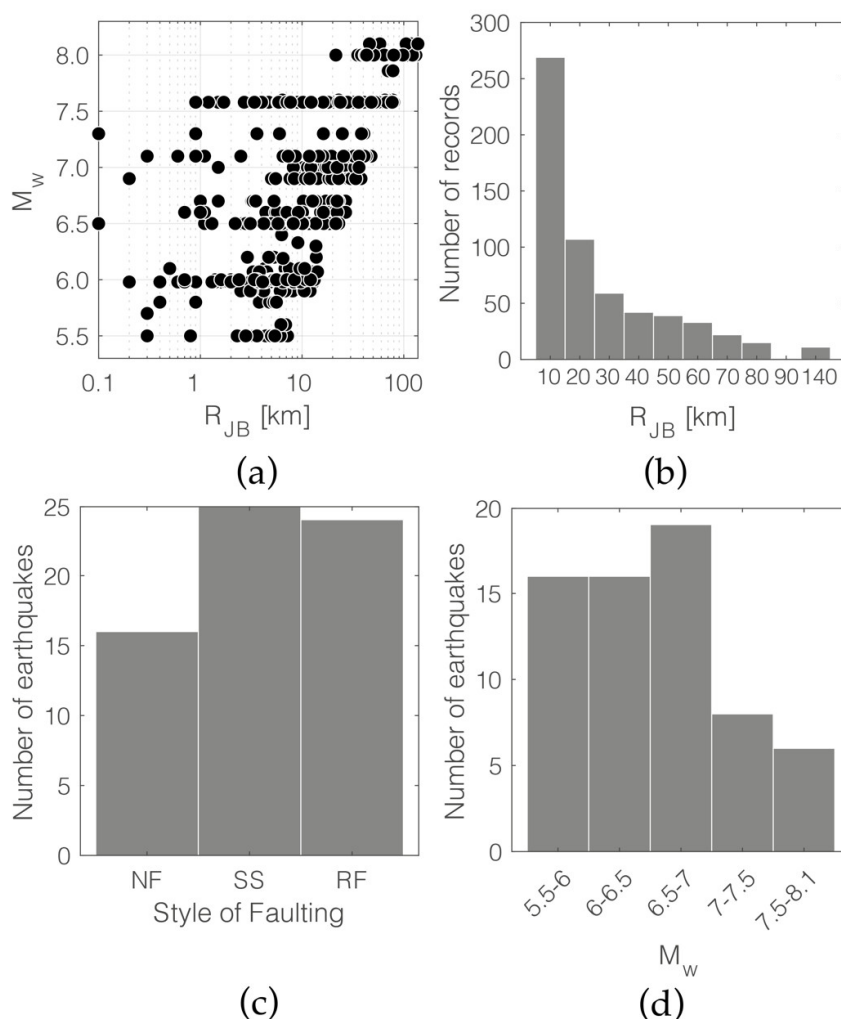 8.0
7.5
7.0
6.5
6.0
5.5
M_w
0.1 1 10 100
R_JB [km]
(a)
300
250
200
150
100
50
0
Number of records
10 20 30 40 50 60 70 80 90 140
R_JB [km]
(b)
25
20
15
10
5
0
Number of earthquakes
NF SS RF
Style of Faulting
(c)
20
15
10
5
0
Number of earthquakes
5.5-6 6-6.5 6.5-7 7-7.5 7.5-8.1
M_w
(d)